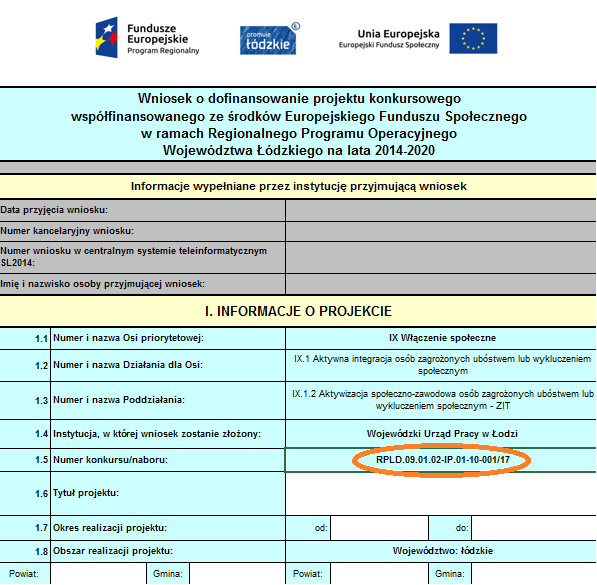 Fundusze
Europejskie
Program Regionalny
promuje
łódzkie
Unia Europejska
Europejski Fundusz Społeczny
Wniosek o dofinansowanie projektu konkursowego
współfinansowanego ze środków Europejskiego Funduszu Społecznego
w ramach Regionalnego Programu Operacyjnego
Województwa Łódzkiego na lata 2014-2020
Informacje wypełniane przez instytucję przyjmującą wniosek
Data przyjęcia wniosku:
Numer kancelaryjny wniosku:
Numer wniosku w centralnym systemie teleinformatycznym
SL2014:
Imię i nazwisko osoby przyjmującej wniosek:
I. INFORMACJE O PROJEKCIE
1.1 Numer i nazwa Osi priorytetowej: IX Włączenie społeczne
1.2 Numer i nazwa Działania dla Osi: IX.1 Aktywna integracja osób zagrożonych ubóstwem lub wykluczeniem
społecznym
1.3 Numer i nazwa Poddziałania: IX.1.2 Aktywizacja społeczno-zawodowa osób zagrożonych ubóstwem lub
wykluczeniem społecznym - ZIT
1.4 Instytucja, w której wniosek zostanie złożony: Wojewódzki Urząd Pracy w Łodzi
1.5 Numer konkursu/naboru: RPLD.09.01.02-IP.01-10-001/17
1.6 Tytuł projektu:
1.7 Okres realizacji projektu: od: do:
1.8 Obszar realizacji projektu: Województwo: łódzkie
Powiat: Gmina: Powiat: Gmina: